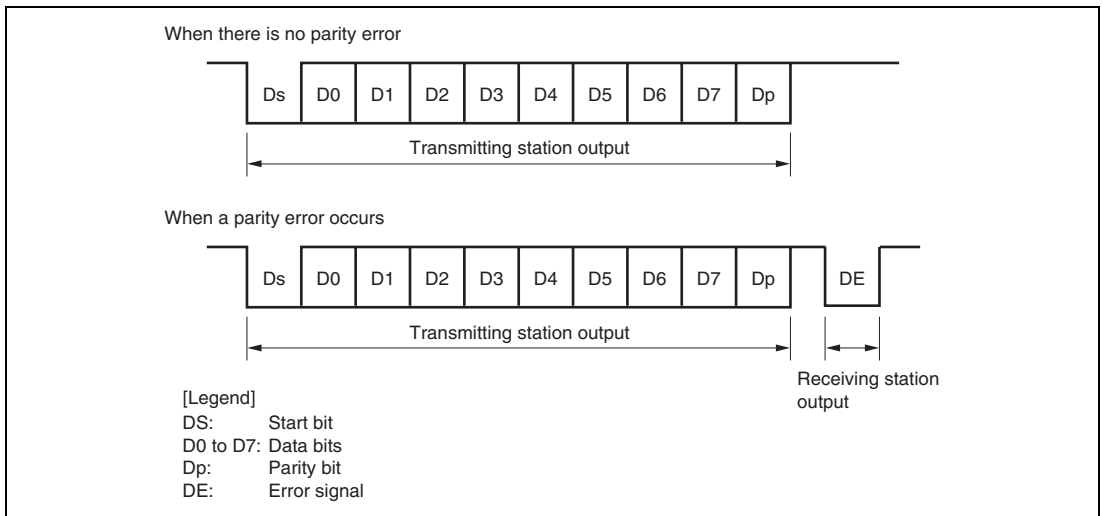 When there is no parity error
Ds D0 D1 D2 D3 D4 D5 D6 D7 Dp
Transmitting station output
When a parity error occurs
Ds D0 D1 D2 D3 D4 D5 D6 D7 Dp DE
Transmitting station output
Receiving station
output
[Legend]
DS: Start bit
D0 to D7: Data bits
Dp: Parity bit
DE: Error signal